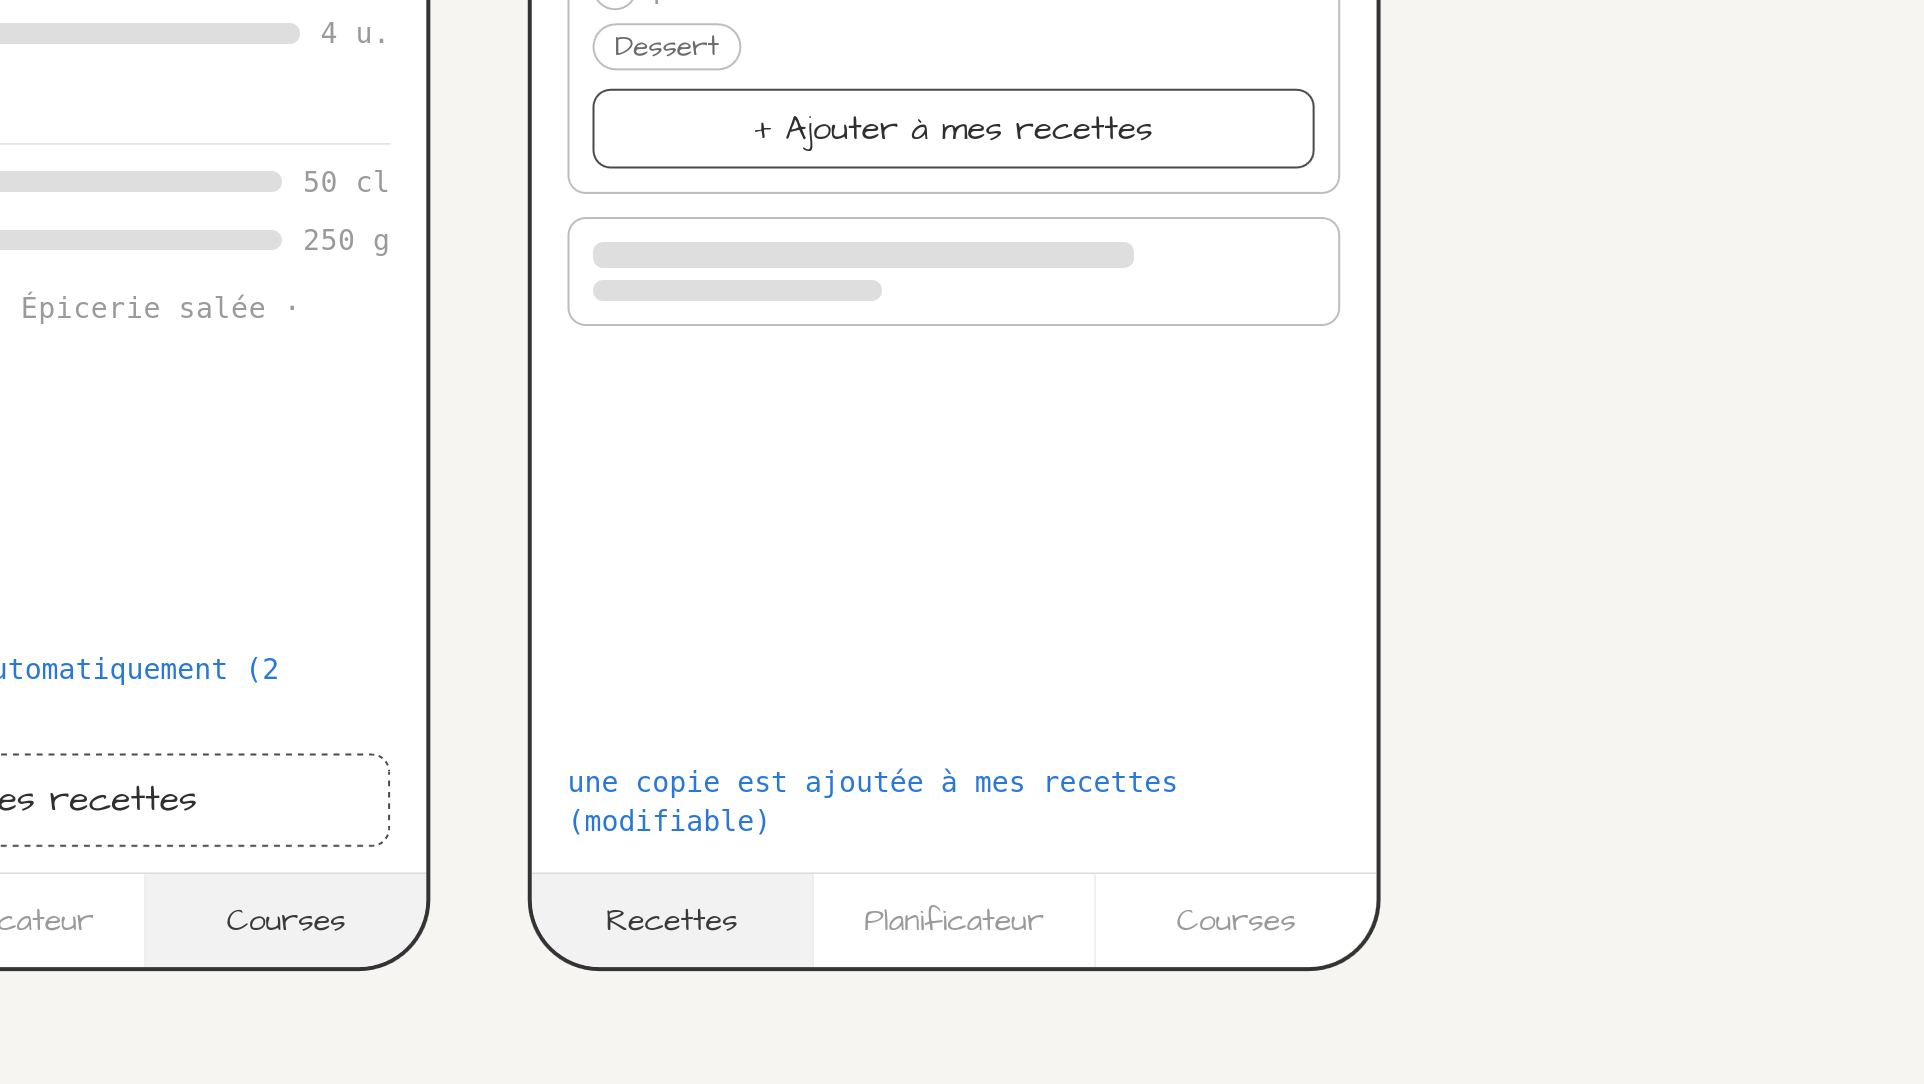 4 u.
50 cl
250 g
Épicerie salée ·
utomatiquement (2
es recettes
cateur
Courses
Dessert
+ Ajouter à mes recettes
une copie est ajoutée à mes recettes
(modifiable)
Recettes
Planificateur
Courses